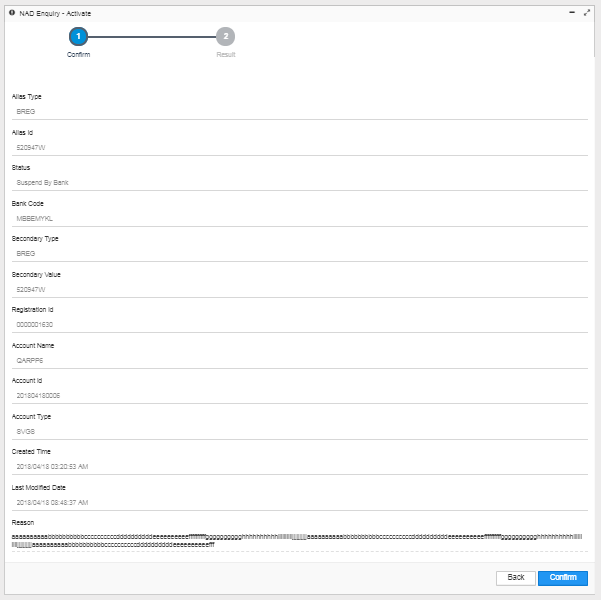 NAD Enquiry - Activate
1
2
Confirm
Result
Alias Type
BREG
Alias Id
520947W
Status
Suspend By Bank
Bank Code
MBBEMYKL
Secondary Type
BREG
Secondary Value
520947W
Registration Id
0000001630
Account Name
QARPP5
Account Id
201804180005
Account Type
SVGS
Created Time
2018/04/18 03:20:53 AM
Last Modified Date
2018/04/18 08:48:37 AM
Reason
Back
Confirm